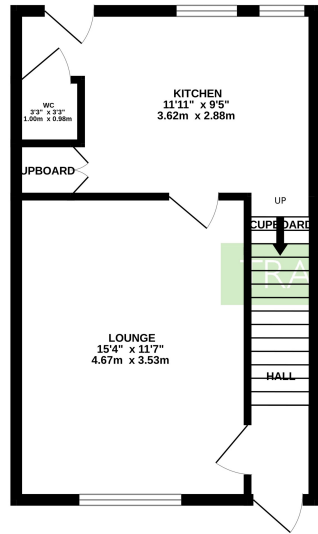 KITCHEN
11'11" x 9'5"
3.62m x 2.88m
WC
3'3" x 3'3"
1.00m x 0.98m
UPBOARD
UP
CUPBOARD
TRA
LOUNGE
15'4" x 11'7"
4.67m x 3.53m
HALL